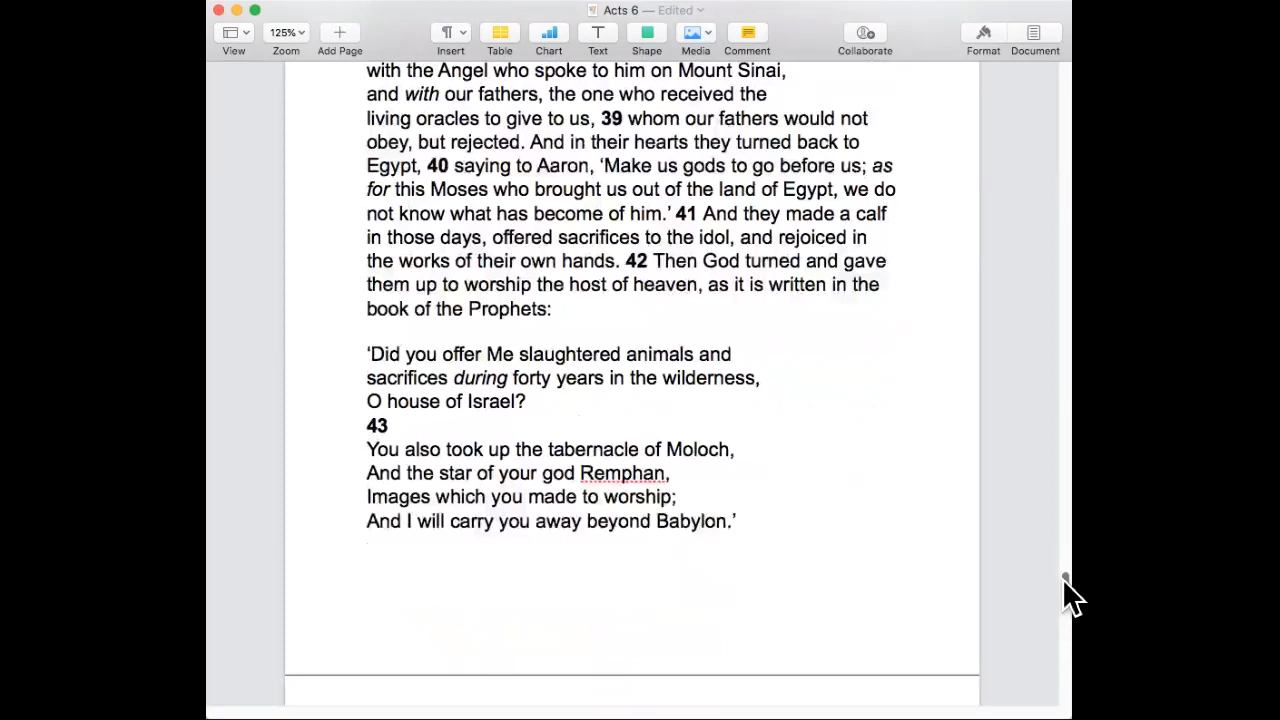 Acts 6 — Edited
125%
View Zoom Add Page Insert Table Chart Text Shape Media Comment Collaborate Format Document
with the Angel who spoke to him on Mount Sinai,
and with our fathers, the one who received the
living oracles to give to us, 39 whom our fathers would not
obey, but rejected. And in their hearts they turned back to
Egypt, 40 saying to Aaron, ‘Make us gods to go before us; as
for this Moses who brought us out of the land of Egypt, we do
not know what has become of him.’ 41 And they made a calf
in those days, offered sacrifices to the idol, and rejoiced in
the works of their own hands. 42 Then God turned and gave
them up to worship the host of heaven, as it is written in the
book of the Prophets:
‘Did you offer Me slaughtered animals and
sacrifices during forty years in the wilderness,
O house of Israel?
43
You also took up the tabernacle of Moloch,
And the star of your god Remphan,
Images which you made to worship;
And I will carry you away beyond Babylon.’